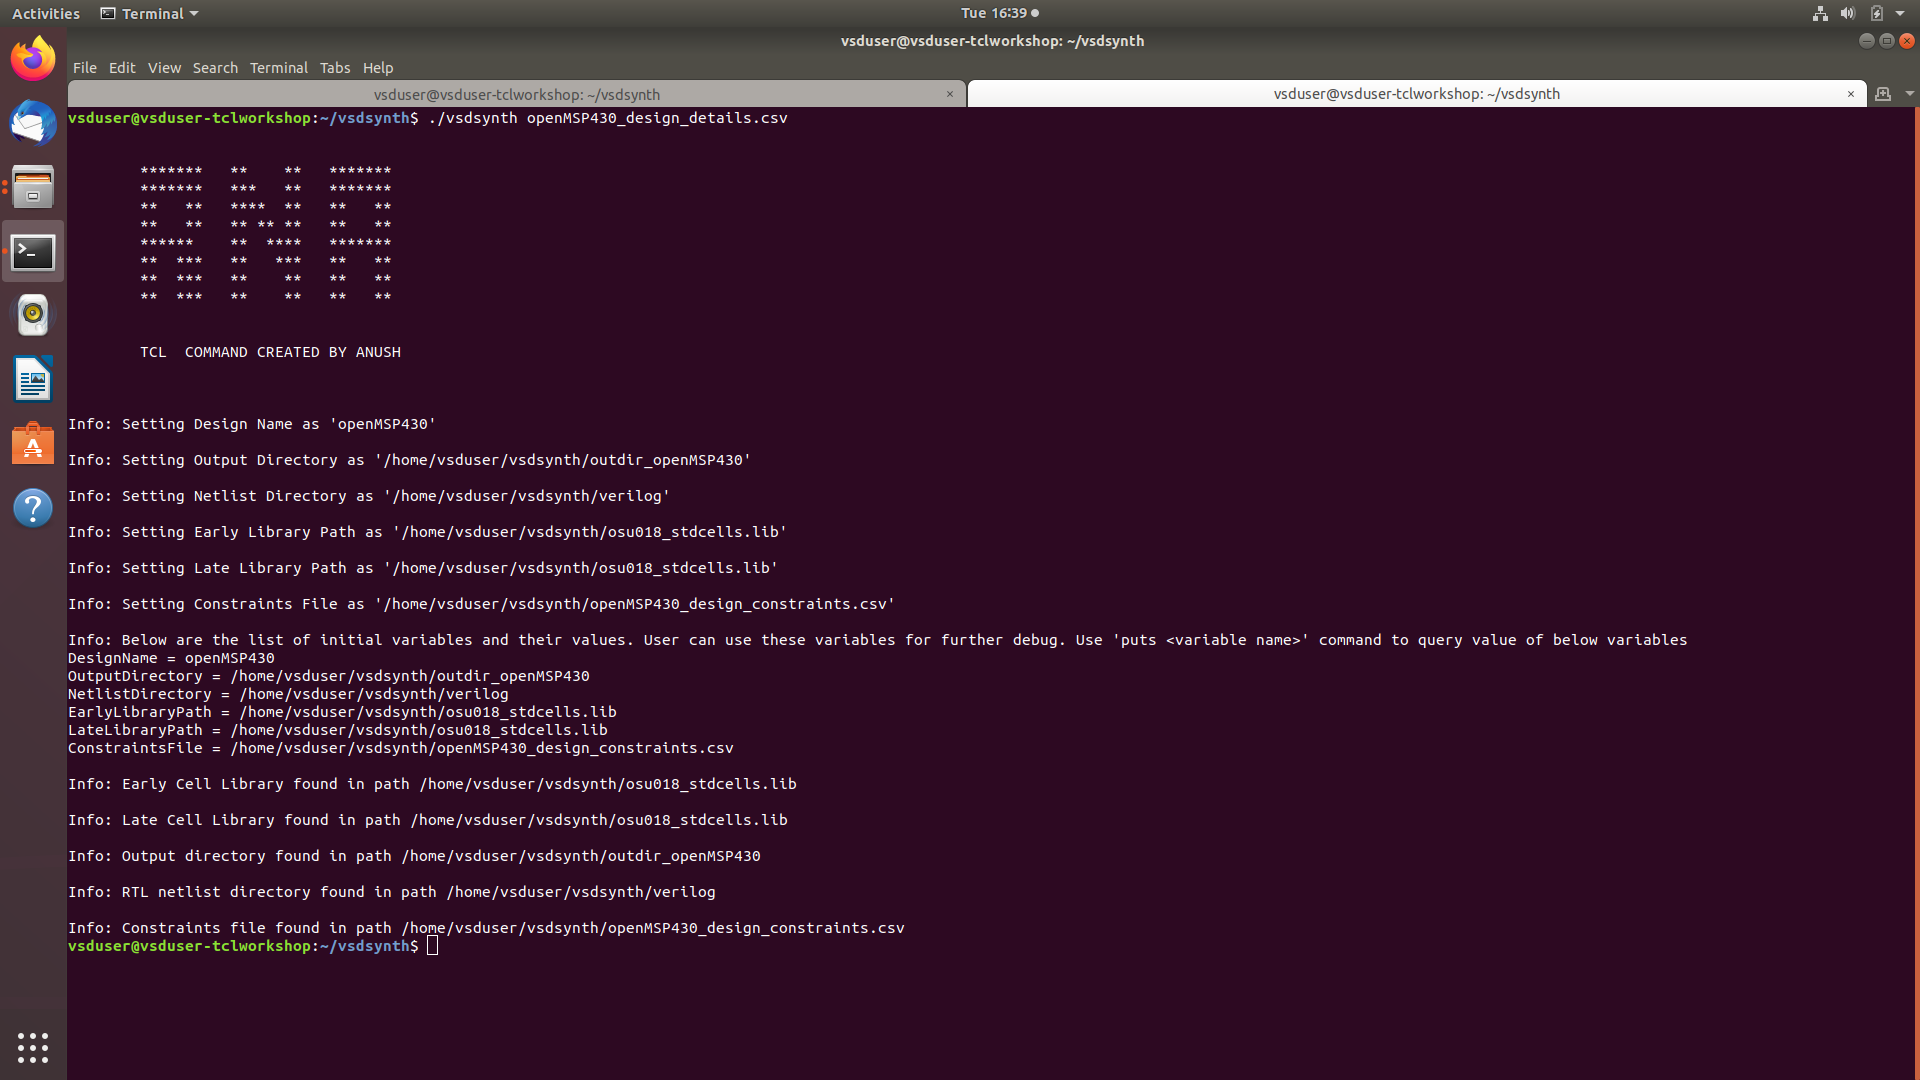 Activities Terminal Tue 16:39
vsduser@vsduser-tclworkshop: ~/vsdsynth
File Edit View Search Terminal Tabs Help
vsduser@vsduser-tclworkshop: ~/vsdsynth × vsduser@vsduser-tclworkshop: ~/vsdsynth ×
vsduser@vsduser-tclworkshop:~/vsdsynth$ ./vsdsynth openMSP430_design_details.csv
*******   **    **   *******
*******   ***   **   *******
**   **   ****  **   **   **
**   **   ** ** **   **   **
******    **  ****   *******
**  ***   **   ***   **   **
**  ***   **    **   **   **
**  ***   **    **   **   **
TCL  COMMAND CREATED BY ANUSH
Info: Setting Design Name as 'openMSP430'
Info: Setting Output Directory as '/home/vsduser/vsdsynth/outdir_openMSP430'
Info: Setting Netlist Directory as '/home/vsduser/vsdsynth/verilog'
Info: Setting Early Library Path as '/home/vsduser/vsdsynth/osu018_stdcells.lib'
Info: Setting Late Library Path as '/home/vsduser/vsdsynth/osu018_stdcells.lib'
Info: Setting Constraints File as '/home/vsduser/vsdsynth/openMSP430_design_constraints.csv'
Info: Below are the list of initial variables and their values. User can use these variables for further debug. Use 'puts <variable name>' command to query value of below variables
DesignName = openMSP430
OutputDirectory = /home/vsduser/vsdsynth/outdir_openMSP430
NetlistDirectory = /home/vsduser/vsdsynth/verilog
EarlyLibraryPath = /home/vsduser/vsdsynth/osu018_stdcells.lib
LateLibraryPath = /home/vsduser/vsdsynth/osu018_stdcells.lib
ConstraintsFile = /home/vsduser/vsdsynth/openMSP430_design_constraints.csv
Info: Early Cell Library found in path /home/vsduser/vsdsynth/osu018_stdcells.lib
Info: Late Cell Library found in path /home/vsduser/vsdsynth/osu018_stdcells.lib
Info: Output directory found in path /home/vsduser/vsdsynth/outdir_openMSP430
Info: RTL netlist directory found in path /home/vsduser/vsdsynth/verilog
Info: Constraints file found in path /home/vsduser/vsdsynth/openMSP430_design_constraints.csv
vsduser@vsduser-tclworkshop:~/vsdsynth$